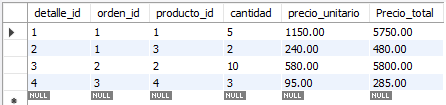 detalle_id orden_id producto_id cantidad precio_unitario Precio_total
1 1 1 5 1150.00 5750.00
2 1 3 2 240.00 480.00
3 2 2 10 580.00 5800.00
4 3 4 3 95.00 285.00
NULL NULL NULL NULL NULL NULL